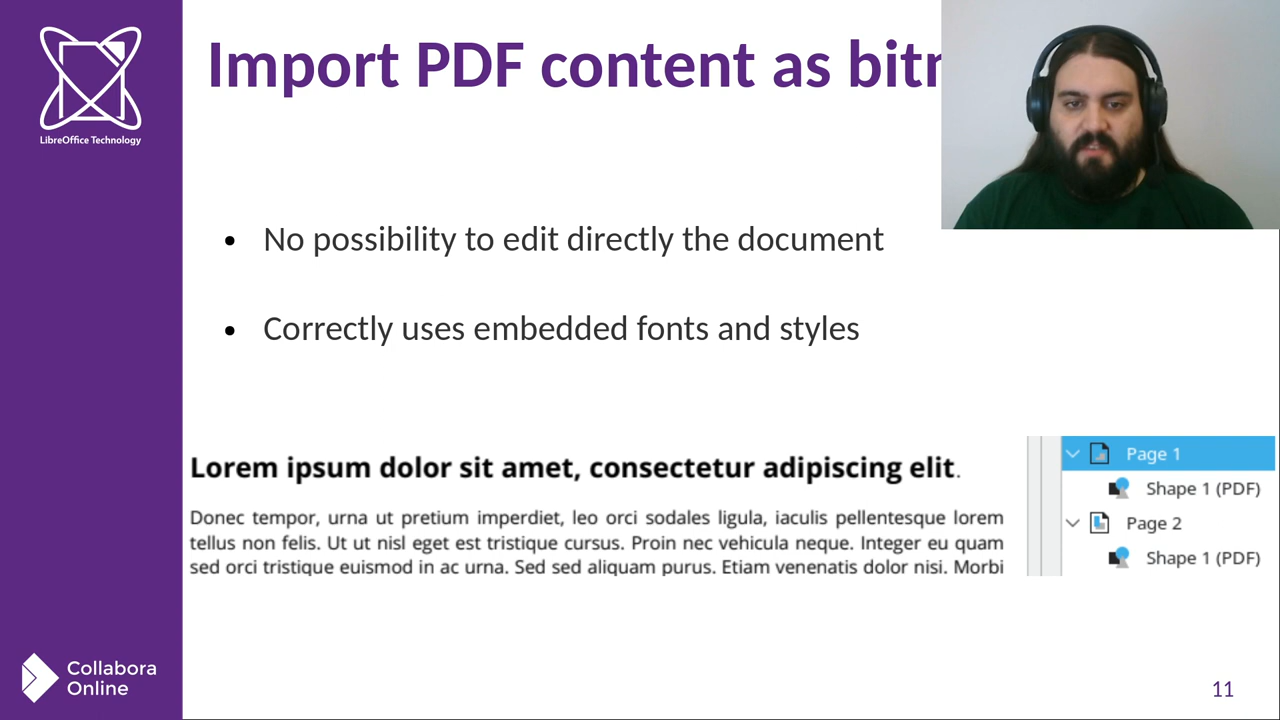 LibreOffice Technology
Import PDF content as
• No possibility to edit directly the document
• Correctly uses embedded fonts and styles
Lorem ipsum dolor sit amet, consectetur adipiscing elit.
Donec tempor, urna ut pretium imperdiet, leo orci sodales ligula, iaculis pellentesque lorem
tellus non felis. Ut ut nisl eget est tristique cursus. Proin nec vehicula neque. Integer eu quam
sed orci tristique euismod in ac urna. Sed sed aliquam purus. Etiam venenatis dolor nisi. Morbi
Page 1
Shape 1 (PDF)
Page 2
Shape 1 (PDF)
Collabora
Online
11